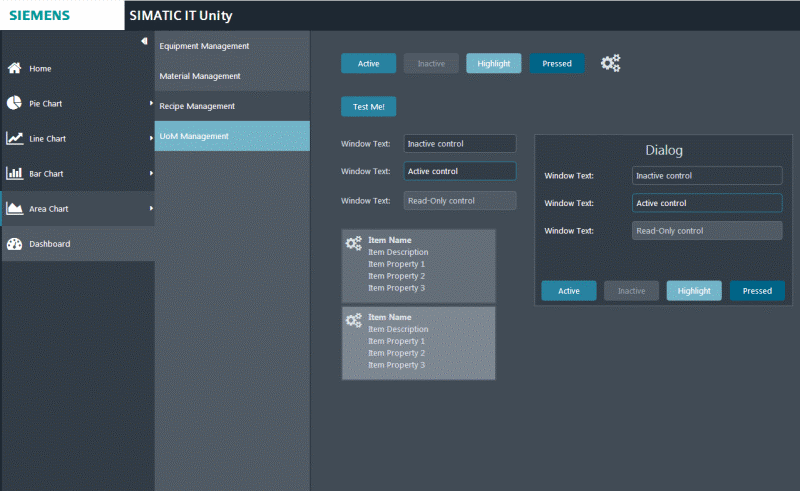 SIEMENS
SIMATIC IT Unity
Home
Pie Chart
Line Chart
Bar Chart
Area Chart
Dashboard
Equipment Management
Material Management
Recipe Management
UoM Management
Active
Inactive
Highlight
Pressed
Test Me!
Window Text:
Inactive control
Window Text:
Active control
Window Text:
Read-Only control
Item Name
Item Description
Item Property 1
Item Property 2
Item Property 3
Item Name
Item Description
Item Property 1
Item Property 2
Item Property 3
Dialog
Window Text:
Inactive control
Window Text:
Active control
Window Text:
Read-Only control
Active
Inactive
Highlight
Pressed